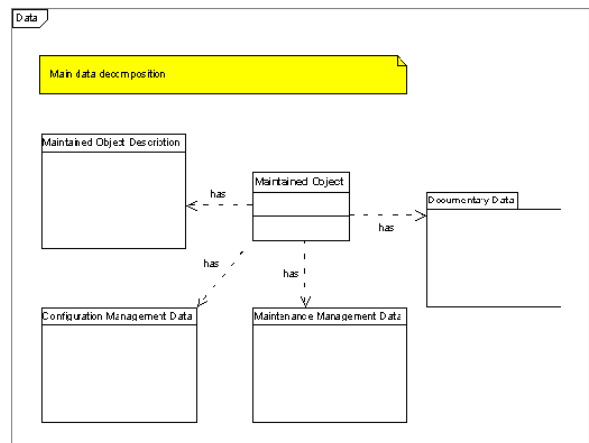 Data
Main data decomposition
Maintained Object Description
Maintained Object
has
Documentary Data
has
has
has
Configuration Management Data
Maintenance Management Data